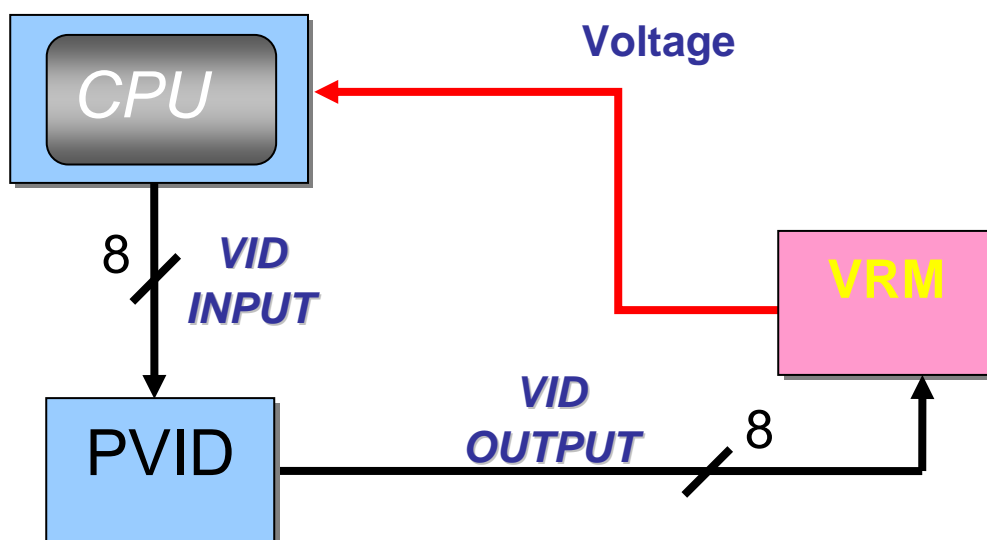 CPU
Voltage
8
VID
INPUT
VRM
VID
OUTPUT
8
PVID